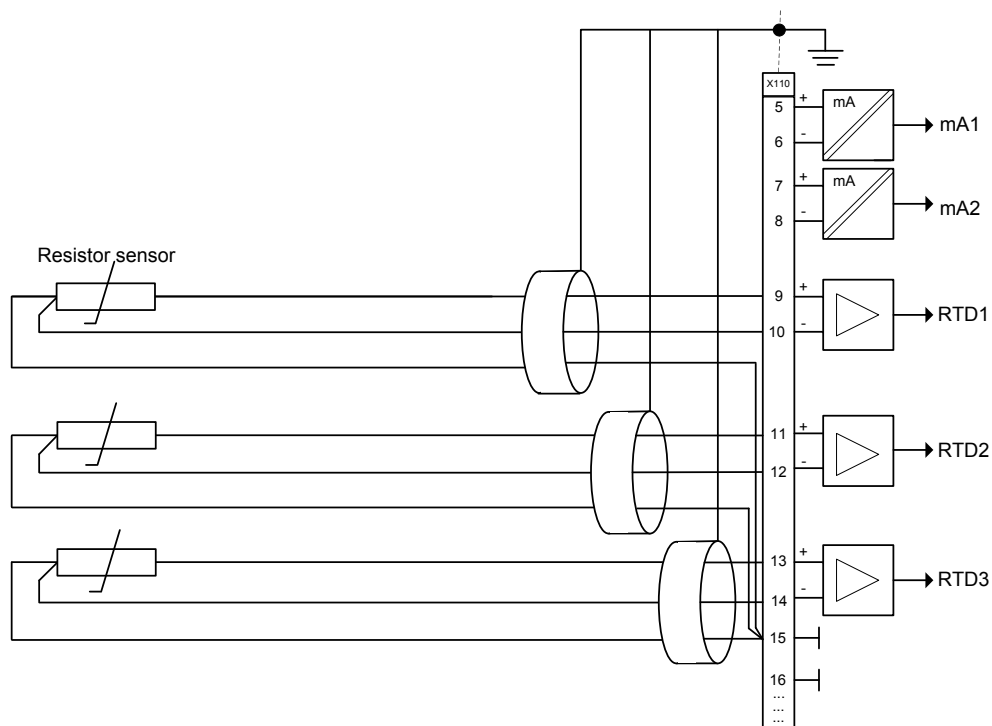 X110
5 + mA mA1
6 -
7 + mA mA2
8 -
Resistor sensor
9 + RTD1
10 -
11 + RTD2
12 -
13 + RTD3
14 -
15
16
...
...
...